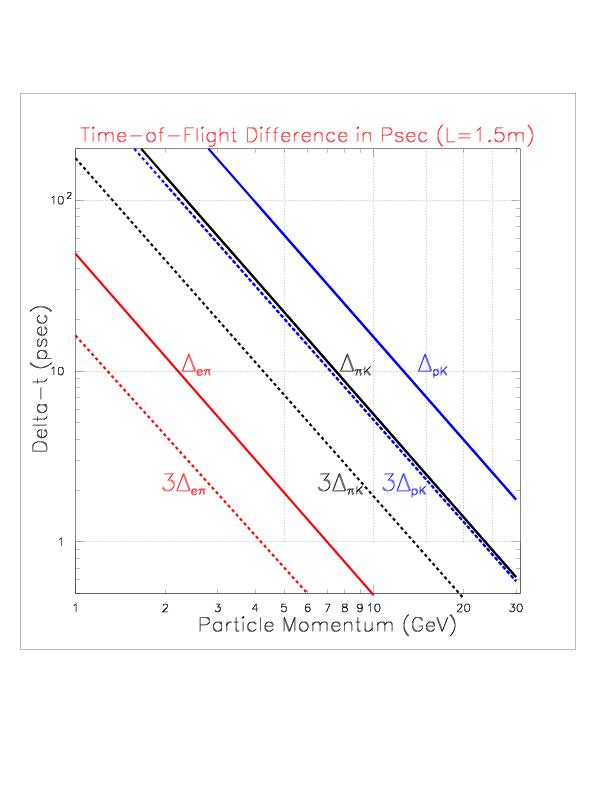 Time-of-Flight Difference in Psec (L=1.5m)
10²
10
1
Delta-t (psec)
Δeπ
ΔπK
ΔpK
3Δeπ
3ΔπK
3ΔpK
1 2 3 4 5 6 7 8 9 10 20 30
Particle Momentum (GeV)